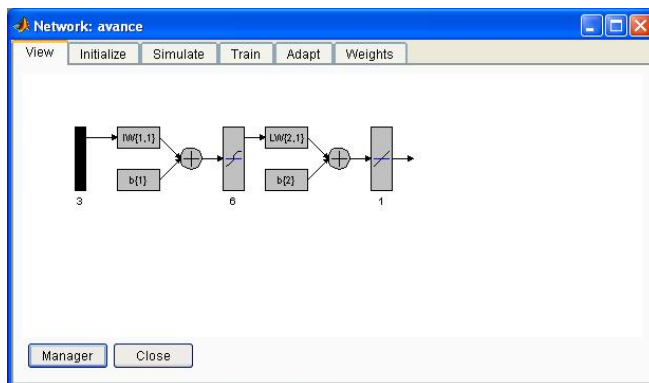 Network: avance
View Initialize Simulate Train Adapt Weights
IW{1,1} LW{2,1}
b{1} b{2}
3 6 1
Manager Close